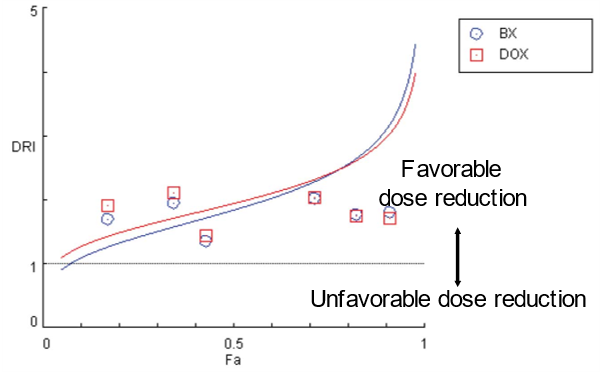 5
BX
DOX
DRI
Favorable
dose reduction
1
Unfavorable dose reduction
0
0
0.5
1
Fa